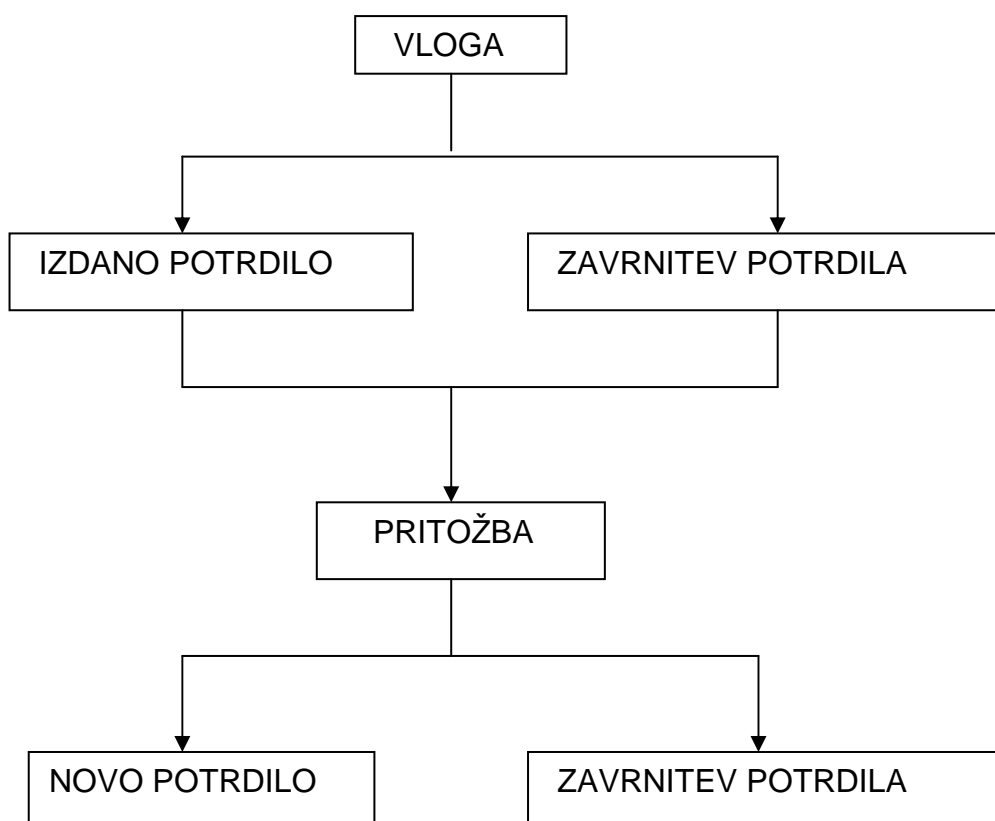 VLOGA
IZDANO POTRDILO
ZAVRNITEV POTRDILA
PRITOŽBA
NOVO POTRDILO
ZAVRNITEV POTRDILA